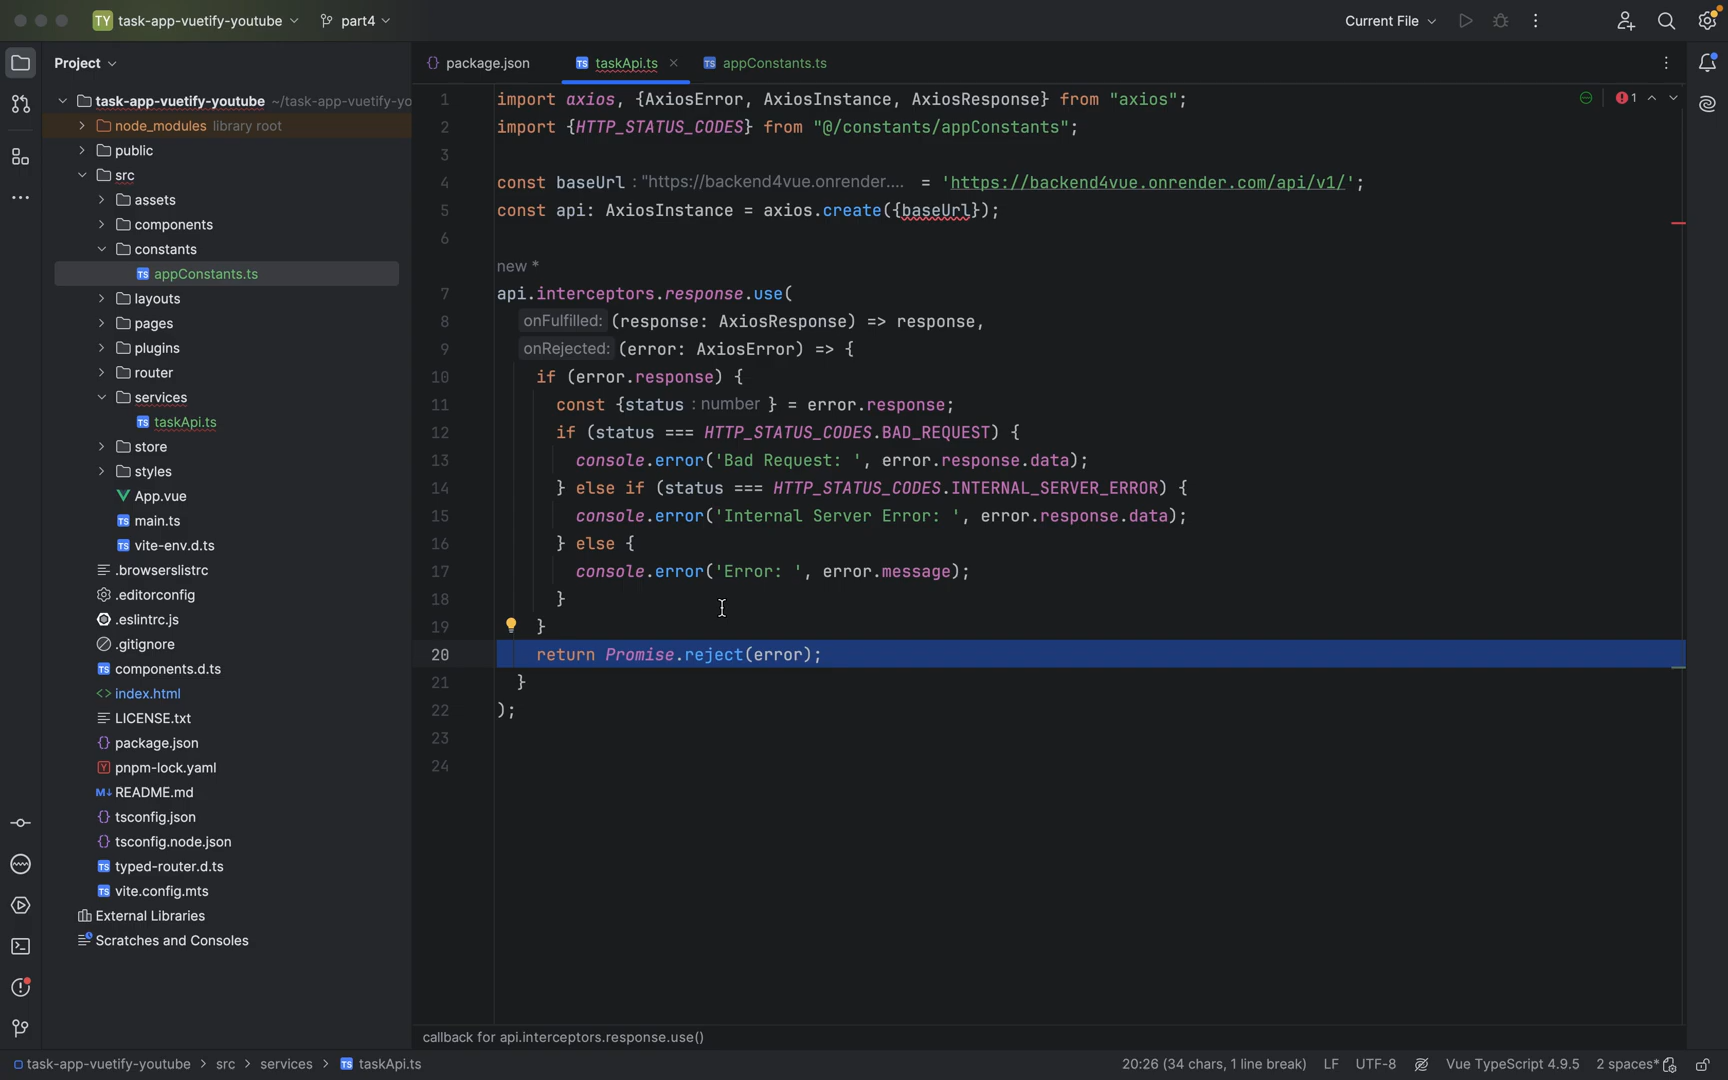 TY task-app-vuetify-youtube part4 Current File
Project
package.json taskApi.ts appConstants.ts
task-app-vuetify-youtube ~/task-app-vuetify-yo
node_modules library root
public
src
assets
components
constants
appConstants.ts
layouts
pages
plugins
router
services
taskApi.ts
store
styles
App.vue
main.ts
vite-env.d.ts
.browserslistrc
.editorconfig
.eslintrc.js
.gitignore
components.d.ts
index.html
LICENSE.txt
package.json
pnpm-lock.yaml
README.md
tsconfig.json
tsconfig.node.json
typed-router.d.ts
vite.config.mts
External Libraries
Scratches and Consoles
1 import axios, {AxiosError, AxiosInstance, AxiosResponse} from "axios"; 1
2 import {HTTP_STATUS_CODES} from "@/constants/appConstants";
3
4 const baseUrl : "https://backend4vue.onrender.... = 'https://backend4vue.onrender.com/api/v1/';
5 const api: AxiosInstance = axios.create({baseUrl});
6
new *
7 api.interceptors.response.use(
8 onFulfilled: (response: AxiosResponse) => response,
9 onRejected: (error: AxiosError) => {
10 if (error.response) {
11 const {status : number } = error.response;
12 if (status === HTTP_STATUS_CODES.BAD_REQUEST) {
13 console.error('Bad Request: ', error.response.data);
14 } else if (status === HTTP_STATUS_CODES.INTERNAL_SERVER_ERROR) {
15 console.error('Internal Server Error: ', error.response.data);
16 } else {
17 console.error('Error: ', error.message);
18 }
19 }
20 return Promise.reject(error);
21 }
22 );
23
24
callback for api.interceptors.response.use()
task-app-vuetify-youtube > src > services > taskApi.ts 20:26 (34 chars, 1 line break) LF UTF-8 Vue TypeScript 4.9.5 2 spaces*